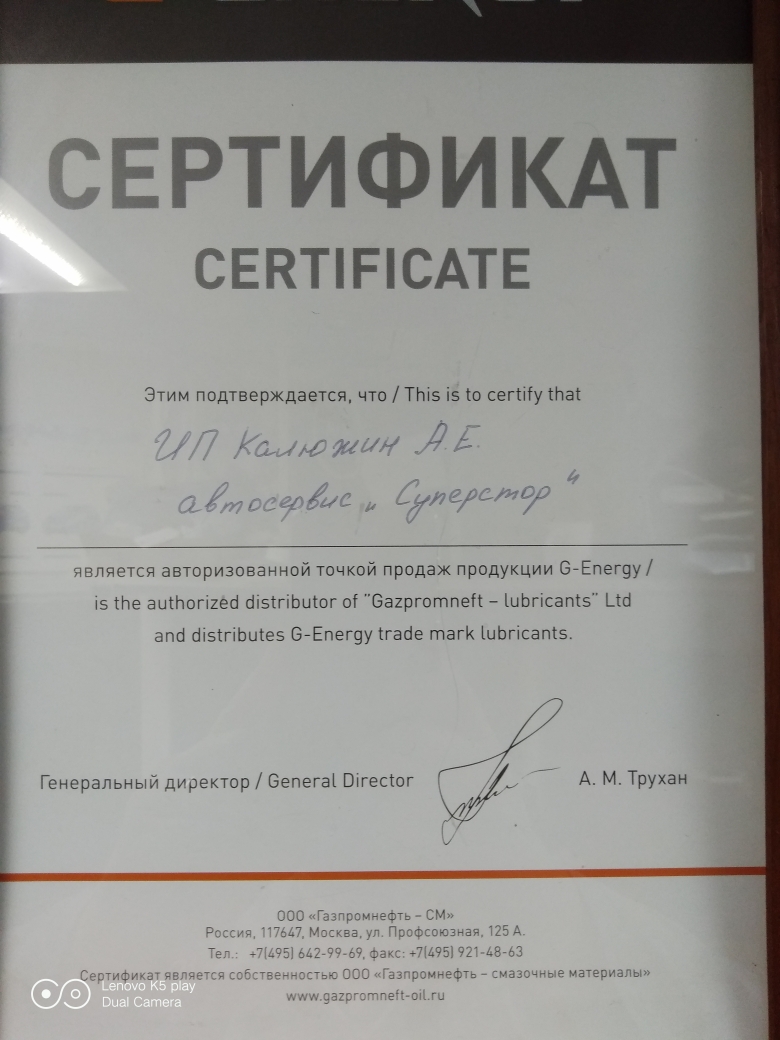 СЕРТИФИКАТ
CERTIFICATE
Этим подтверждается, что / This is to certify that
ИП Калюжин А.Е.
автосервис „ Суперстор "
является авторизованной точкой продаж продукции G-Energy /
is the authorized distributor of "Gazpromneft – lubricants" Ltd
and distributes G-Energy trade mark lubricants.
Генеральный директор / General Director
А. М. Трухан
ООО «Газпромнефть – СМ»
Россия, 117647, Москва, ул. Профсоюзная, 125 А.
Тел.: +7(495) 642-99-69, факс: +7(495) 921-48-63
Сертификат является собственностью ООО «Газпромнефть – смазочные материалы»
www.gazpromneft-oil.ru
Lenovo K5 play
Dual Camera